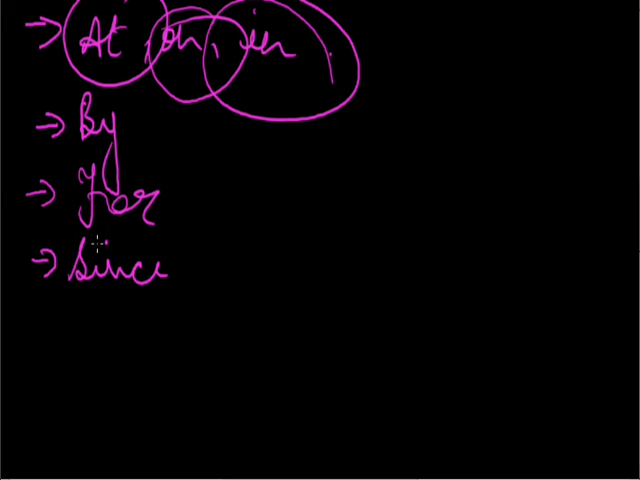 → At, on, in
→ By
→ For
→ Since